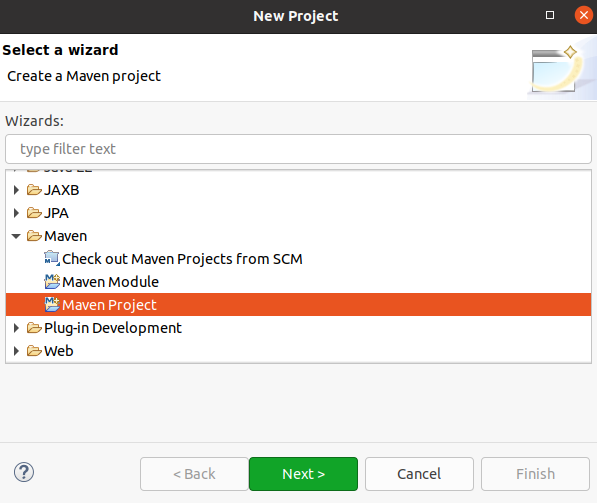 New Project
Select a wizard
Create a Maven project
Wizards:
type filter text
JAXB
JPA
Maven
Check out Maven Projects from SCM
Maven Module
Maven Project
Plug-in Development
Web
< Back
Next >
Cancel
Finish